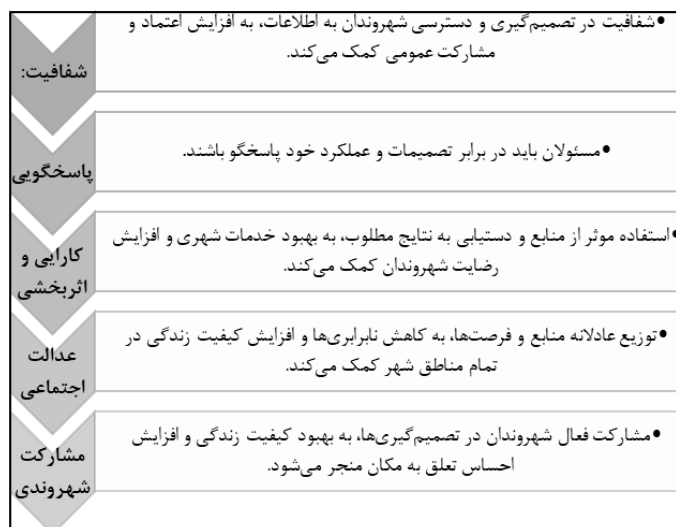 شفافیت:
•شفافیت در تصمیم‌گیری و دسترسی شهروندان به اطلاعات، به افزایش اعتماد و
مشارکت عمومی کمک می‌کند.
پاسخگویی
•مسئولان باید در برابر تصمیمات و عملکرد خود پاسخگو باشند.
کارایی و
اثربخشی
•استفاده موثر از منابع و دستیابی به نتایج مطلوب، به بهبود خدمات شهری و افزایش
رضایت شهروندان کمک می‌کند.
عدالت
اجتماعی
•توزیع عادلانه منابع و فرصت‌ها، به کاهش نابرابری‌ها و افزایش کیفیت زندگی در
تمام مناطق شهر کمک می‌کند.
مشارکت
شهروندی
•مشارکت فعال شهروندان در تصمیم‌گیری‌ها، به بهبود کیفیت زندگی و افزایش
احساس تعلق به مکان منجر می‌شود.